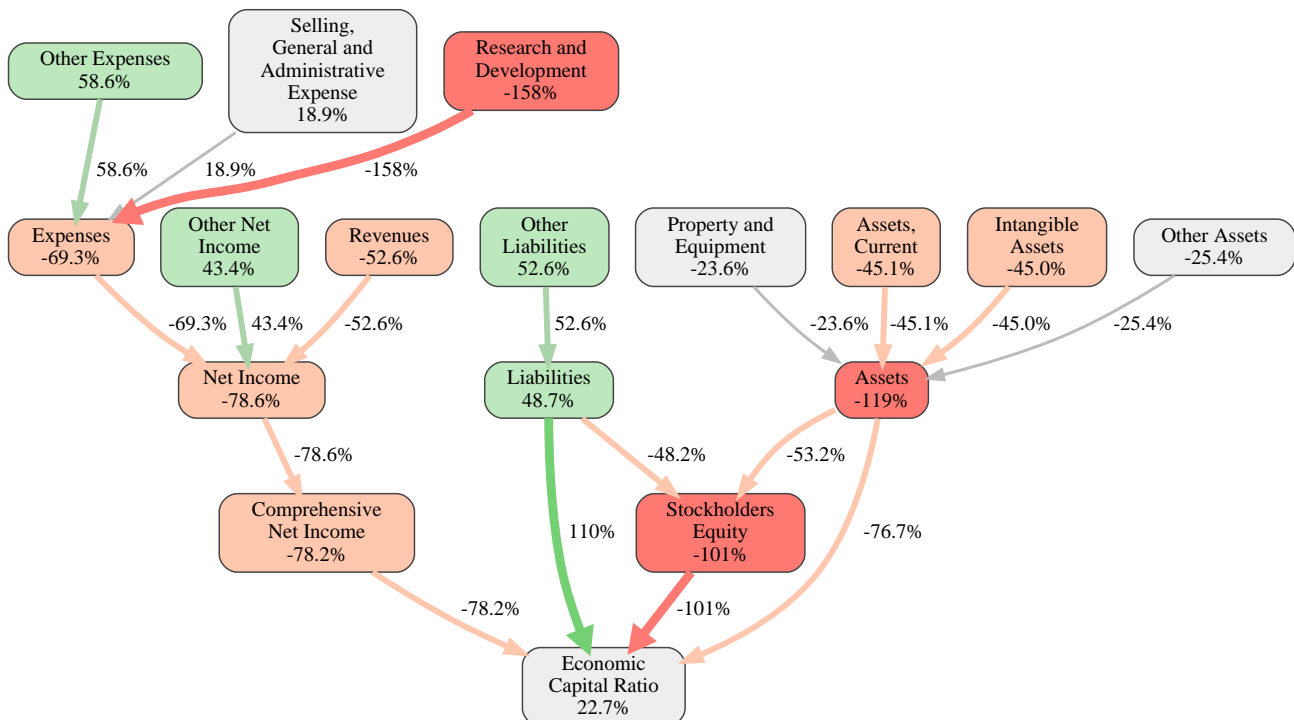 Other Expenses
58.6%
Selling,
General and
Administrative
Expense
18.9%
Research and
Development
-158%
58.6%
18.9%
-158%
Expenses
-69.3%
Other Net
Income
43.4%
Revenues
-52.6%
Other
Liabilities
52.6%
Property and
Equipment
-23.6%
Assets,
Current
-45.1%
Intangible
Assets
-45.0%
Other Assets
-25.4%
-69.3%
43.4%
-52.6%
52.6%
-23.6%
-45.1%
-45.0%
-25.4%
Net Income
-78.6%
Liabilities
48.7%
Assets
-119%
-78.6%
-48.2%
-53.2%
Comprehensive
Net Income
-78.2%
110%
Stockholders
Equity
-101%
-76.7%
-78.2%
-101%
Economic
Capital Ratio
22.7%